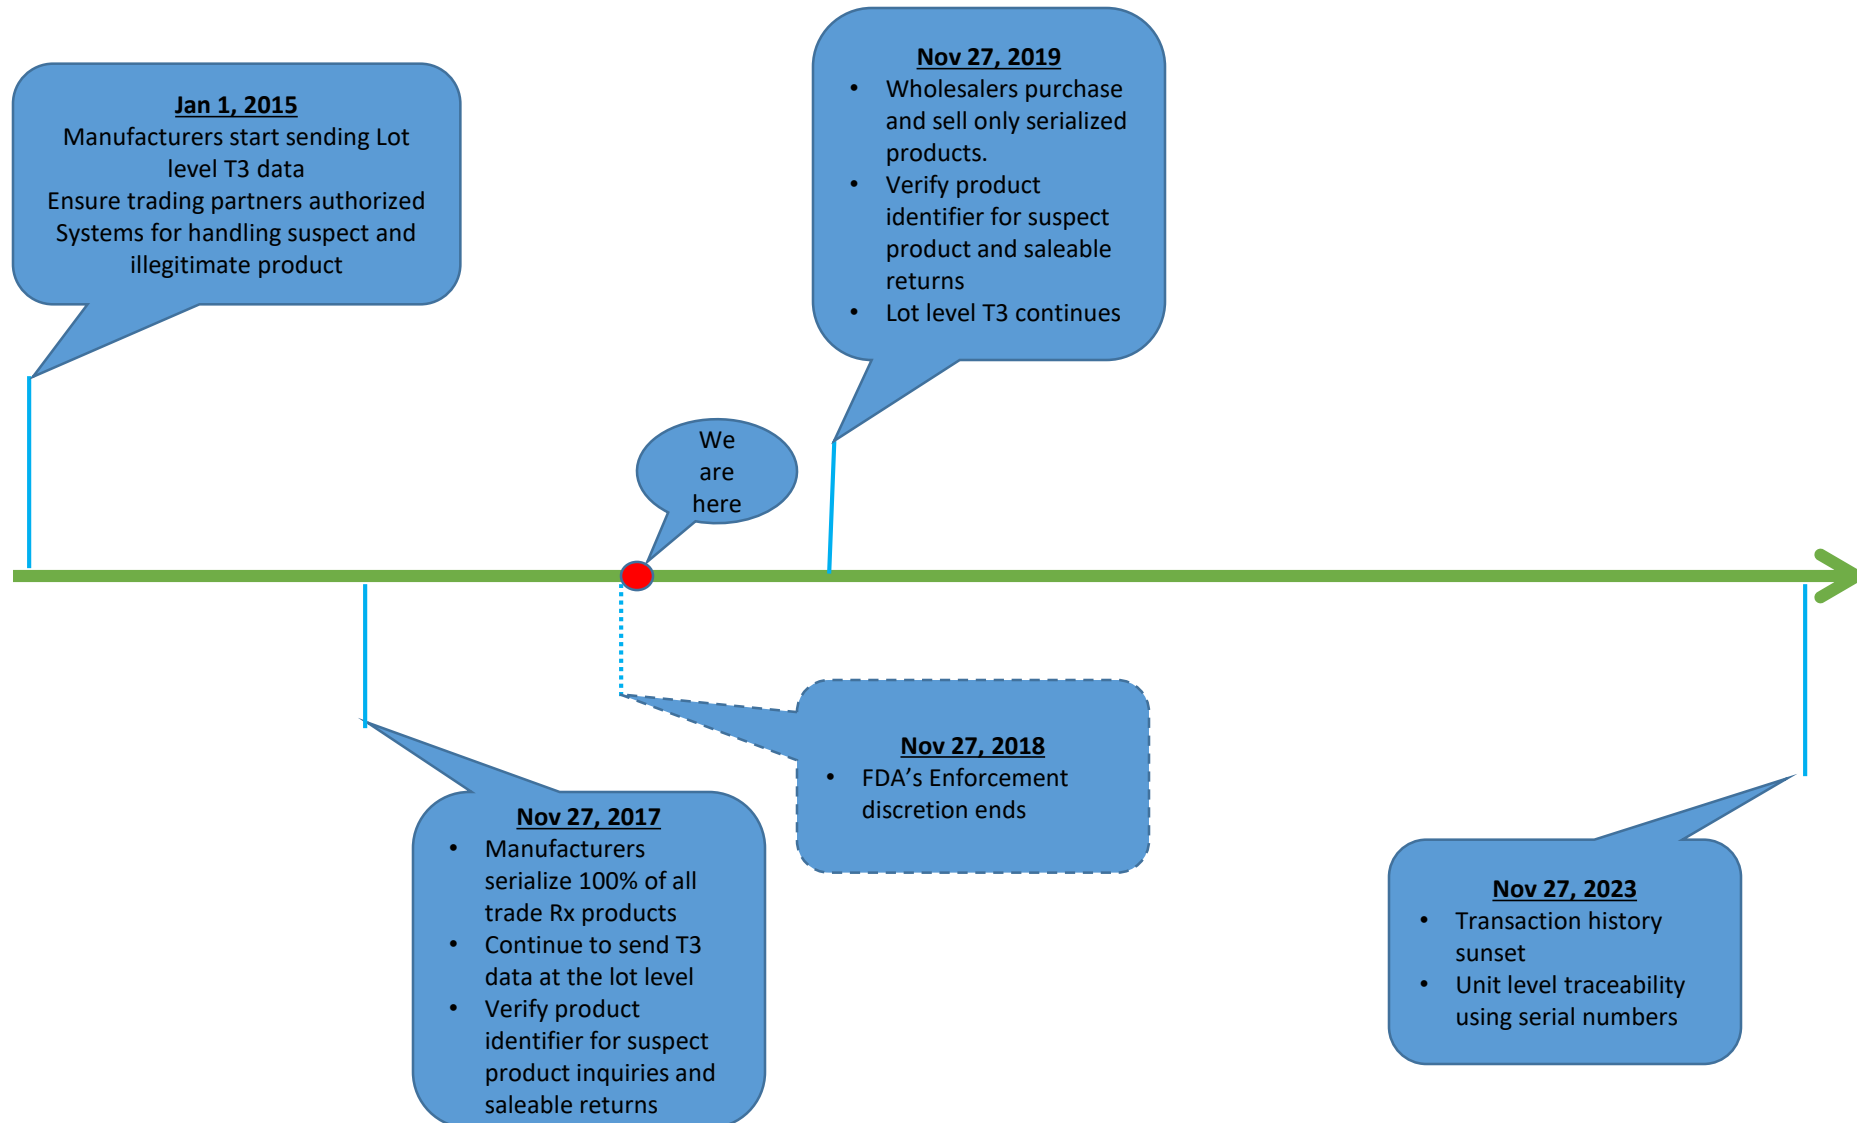 Jan 1, 2015
Manufacturers start sending Lot
level T3 data
Ensure trading partners authorized
Systems for handling suspect and
illegitimate product
Nov 27, 2019
• Wholesalers purchase
and sell only serialized
products.
• Verify product
identifier for suspect
product and saleable
returns
• Lot level T3 continues
We
are
here
Nov 27, 2017
• Manufacturers
serialize 100% of all
trade Rx products
• Continue to send T3
data at the lot level
• Verify product
identifier for suspect
product inquiries and
saleable returns
Nov 27, 2018
• FDA’s Enforcement
discretion ends
Nov 27, 2023
• Transaction history
sunset
• Unit level traceability
using serial numbers